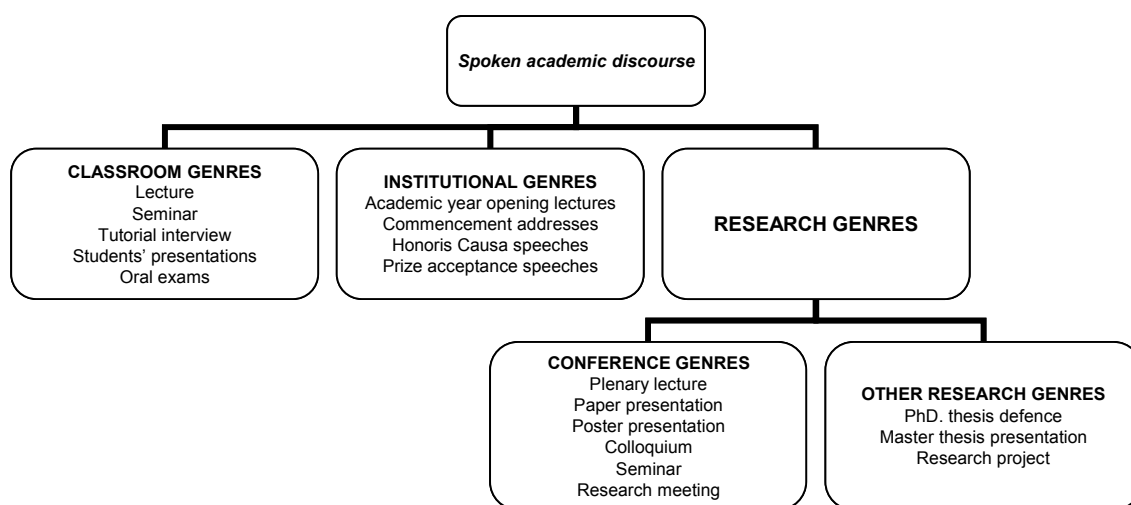 Spoken academic discourse
CLASSROOM GENRES
Lecture
Seminar
Tutorial interview
Students' presentations
Oral exams
INSTITUTIONAL GENRES
Academic year opening lectures
Commencement addresses
Honoris Causa speeches
Prize acceptance speeches
RESEARCH GENRES
CONFERENCE GENRES
Plenary lecture
Paper presentation
Poster presentation
Colloquium
Seminar
Research meeting
OTHER RESEARCH GENRES
PhD. thesis defence
Master thesis presentation
Research project